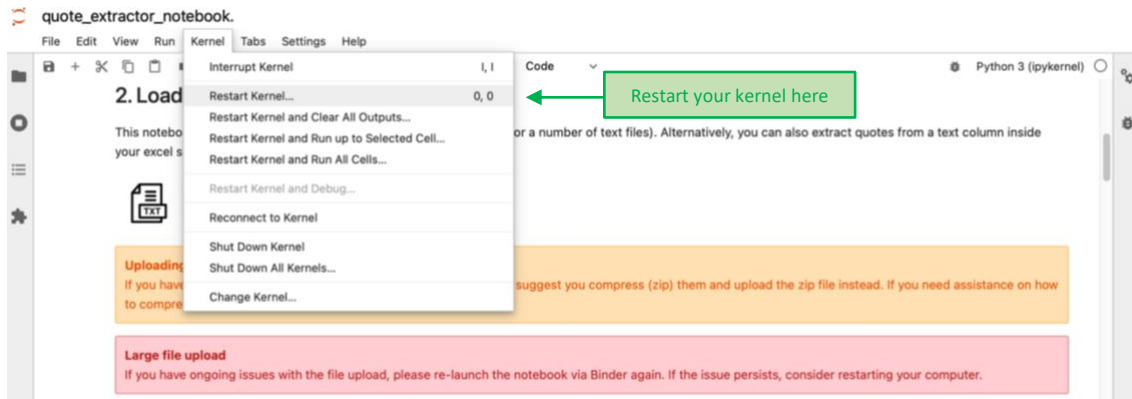 quote_extractor_notebook.
File Edit View Run Kernel Tabs Settings Help
Code
Python 3 (ipykernel)
Interrupt Kernel I, I
Restart Kernel... 0, 0
Restart your kernel here
Restart Kernel and Clear All Outputs...
Restart Kernel and Run up to Selected Cell...
Restart Kernel and Run All Cells...
Restart Kernel and Debug...
Reconnect to Kernel
Shut Down Kernel
Shut Down All Kernels...
Change Kernel...
2. Load
This notebo or a number of text files). Alternatively, you can also extract quotes from a text column inside
your excel s
TXT
Uploading
If you have suggest you compress (zip) them and upload the zip file instead. If you need assistance on how
to compre
Large file upload
If you have ongoing issues with the file upload, please re-launch the notebook via Binder again. If the issue persists, consider restarting your computer.